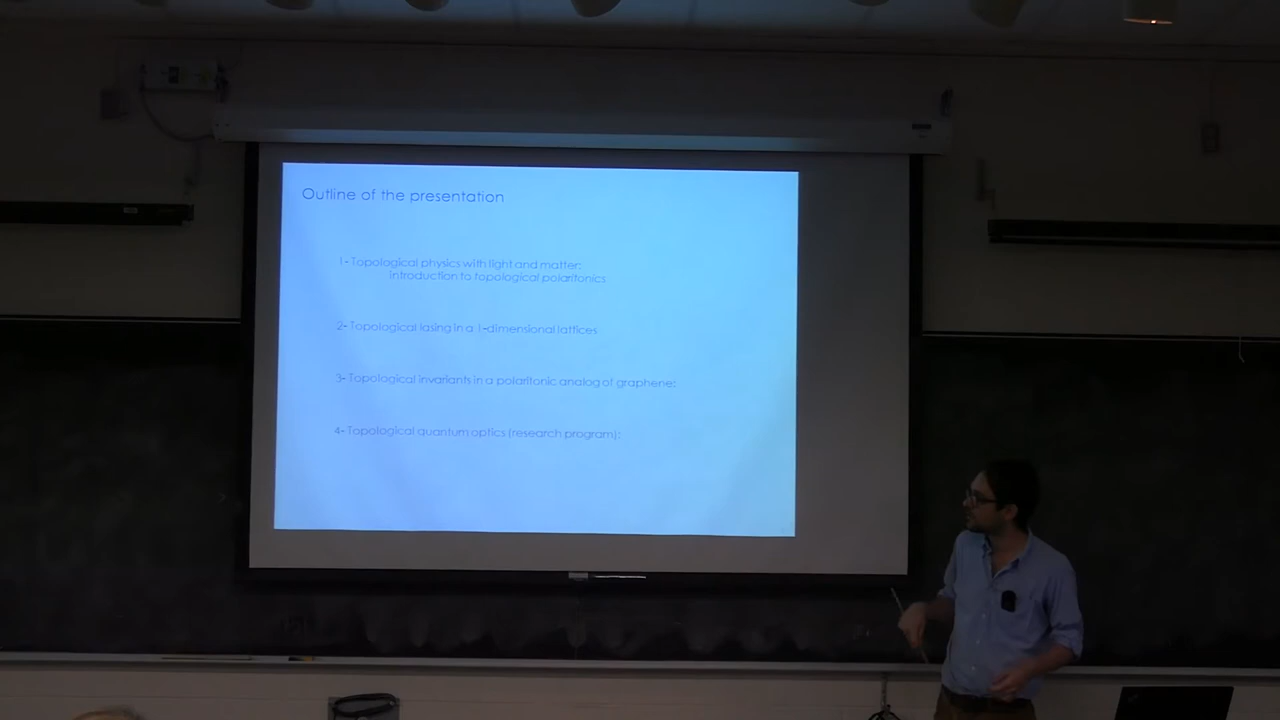 Outline of the presentation
1- Topological physics with light and matter:
introduction to topological polaritonics
2- Topological lasing in a 1-dimensional lattices
3- Topological invariants in a polaritonic analog of graphene:
4- Topological quantum optics (research program):